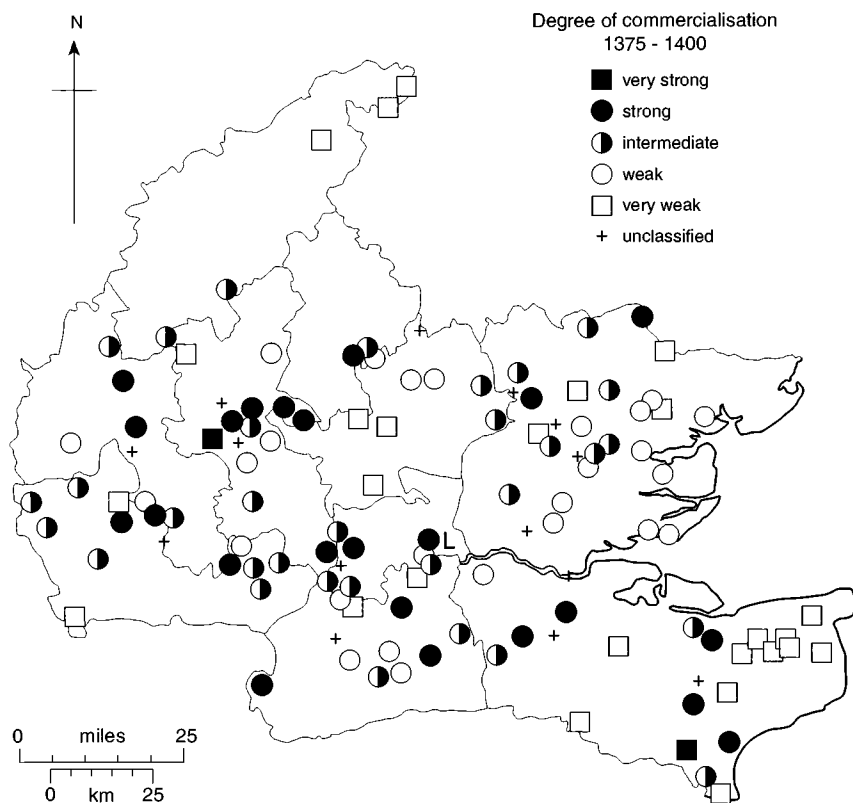 N
Degree of commercialisation
1375 - 1400
very strong
strong
intermediate
weak
very weak
unclassified
L
0 miles 25
0 km 25